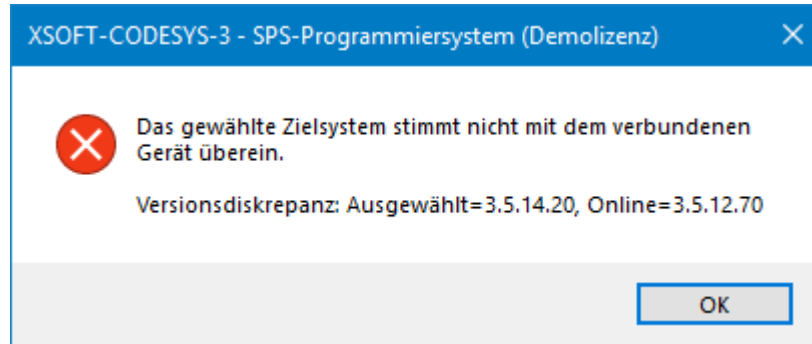 XSOFT-CODESYS-3 - SPS-Programmiersystem (Demolizenz)
Das gewählte Zielsystem stimmt nicht mit dem verbundenen
Gerät überein.
Versionsdiskrepanz: Ausgewählt=3.5.14.20, Online=3.5.12.70
OK